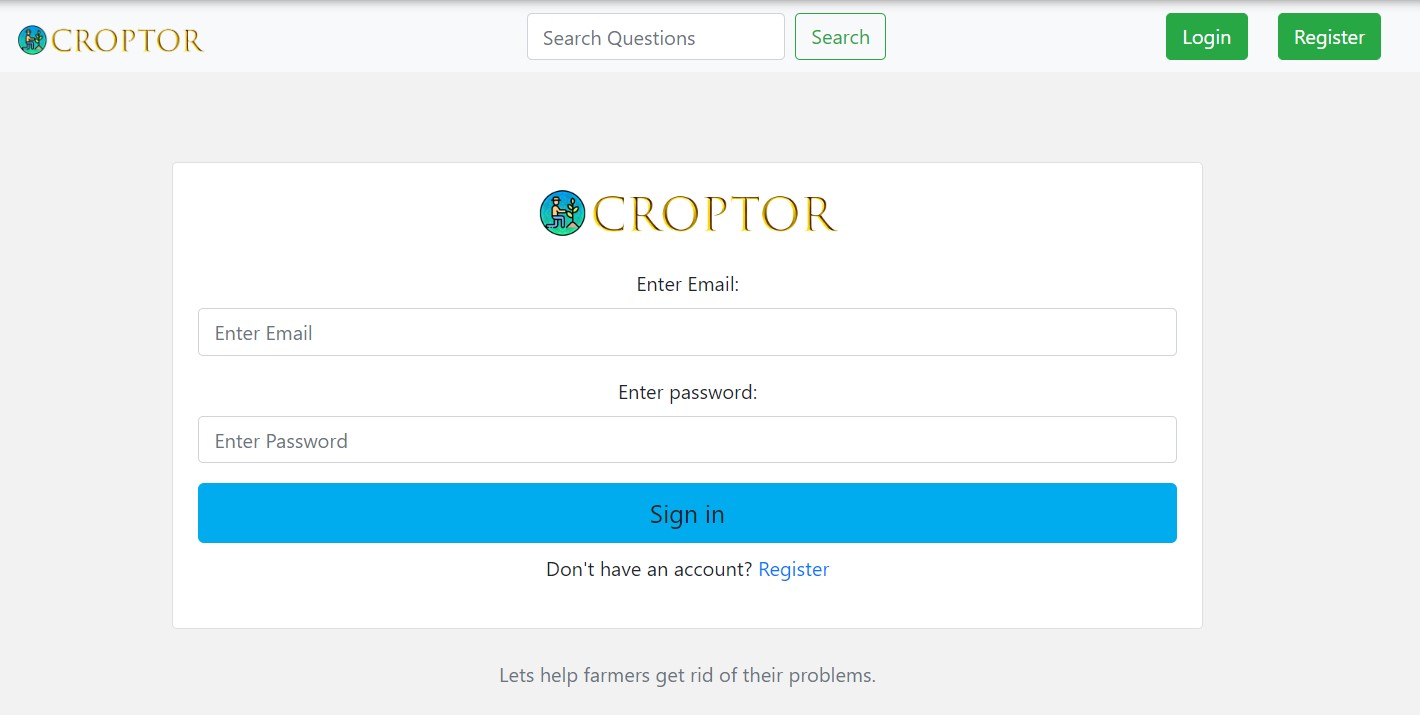 CROPTOR
Search Questions
Search
Login
Register
CROPTOR
Enter Email:
Enter Email
Enter password:
Enter Password
Sign in
Don't have an account? Register
Lets help farmers get rid of their problems.